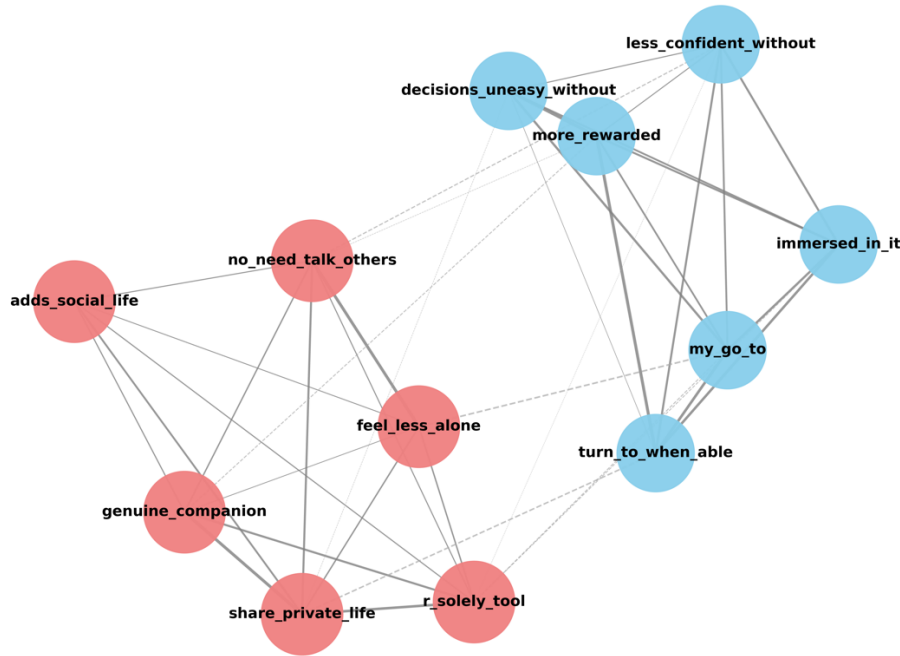 less_confident_without
decisions_uneasy_without
more_rewarded
immersed_in_it
no_need_talk_others
adds_social_life
my_go_to
feel_less_alone
turn_to_when_able
genuine_companion
r_solely_tool
share_private_life